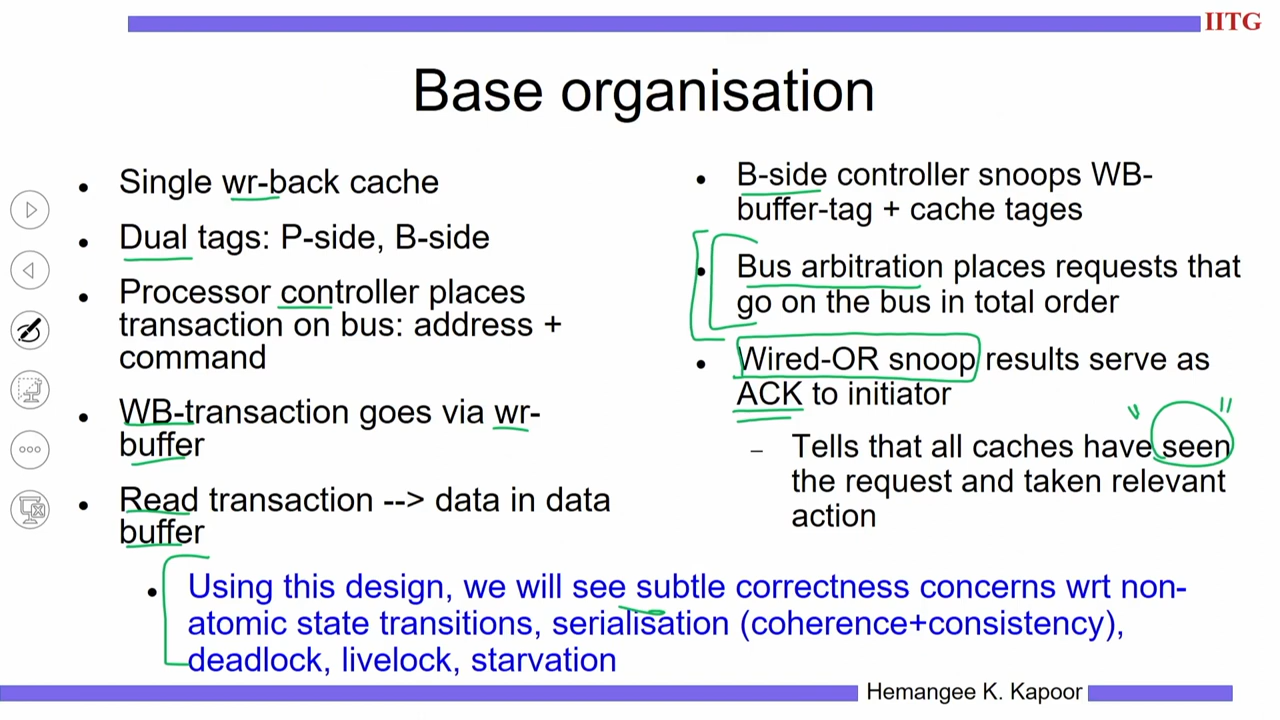 IITG
Base organisation
• Single wr-back cache
• Dual tags: P-side, B-side
• Processor controller places
transaction on bus: address +
command
• WB-transaction goes via wr-
buffer
• Read transaction --> data in data
buffer
• B-side controller snoops WB-
buffer-tag + cache tages
• Bus arbitration places requests that
go on the bus in total order
• Wired-OR snoop results serve as
ACK to initiator
– Tells that all caches have "seen"
the request and taken relevant
action
• Using this design, we will see subtle correctness concerns wrt non-
atomic state transitions, serialisation (coherence+consistency),
deadlock, livelock, starvation
Hemangee K. Kapoor